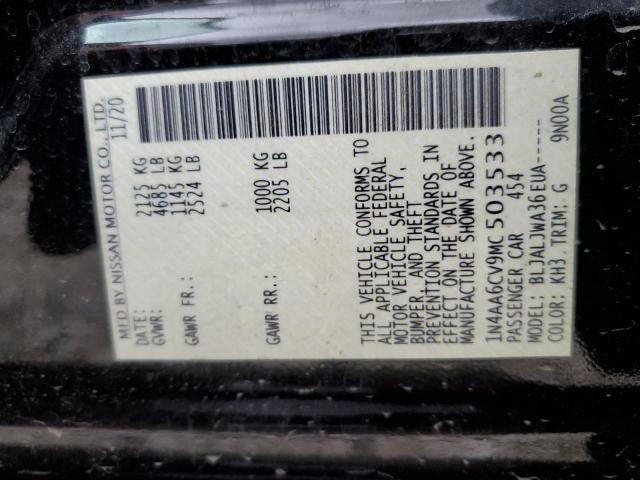 MFD BY NISSAN MOTOR CO., LTD.
DATE: 11/20
GVWR: 2125 KG
4685 LB
GAWR FR.: 1145 KG
2524 LB
GAWR RR.: 1000 KG
2205 LB
THIS VEHICLE CONFORMS TO
ALL APPLICABLE FEDERAL
MOTOR VEHICLE SAFETY,
BUMPER, AND THEFT
PREVENTION STANDARDS IN
EFFECT ON THE DATE OF
MANUFACTURE SHOWN ABOVE.
1N4AA6CV9MC503533
PASSENGER CAR 454
MODEL: BLJALJWA36EUA-----
COLOR: KH3 TRIM: G 9N00A